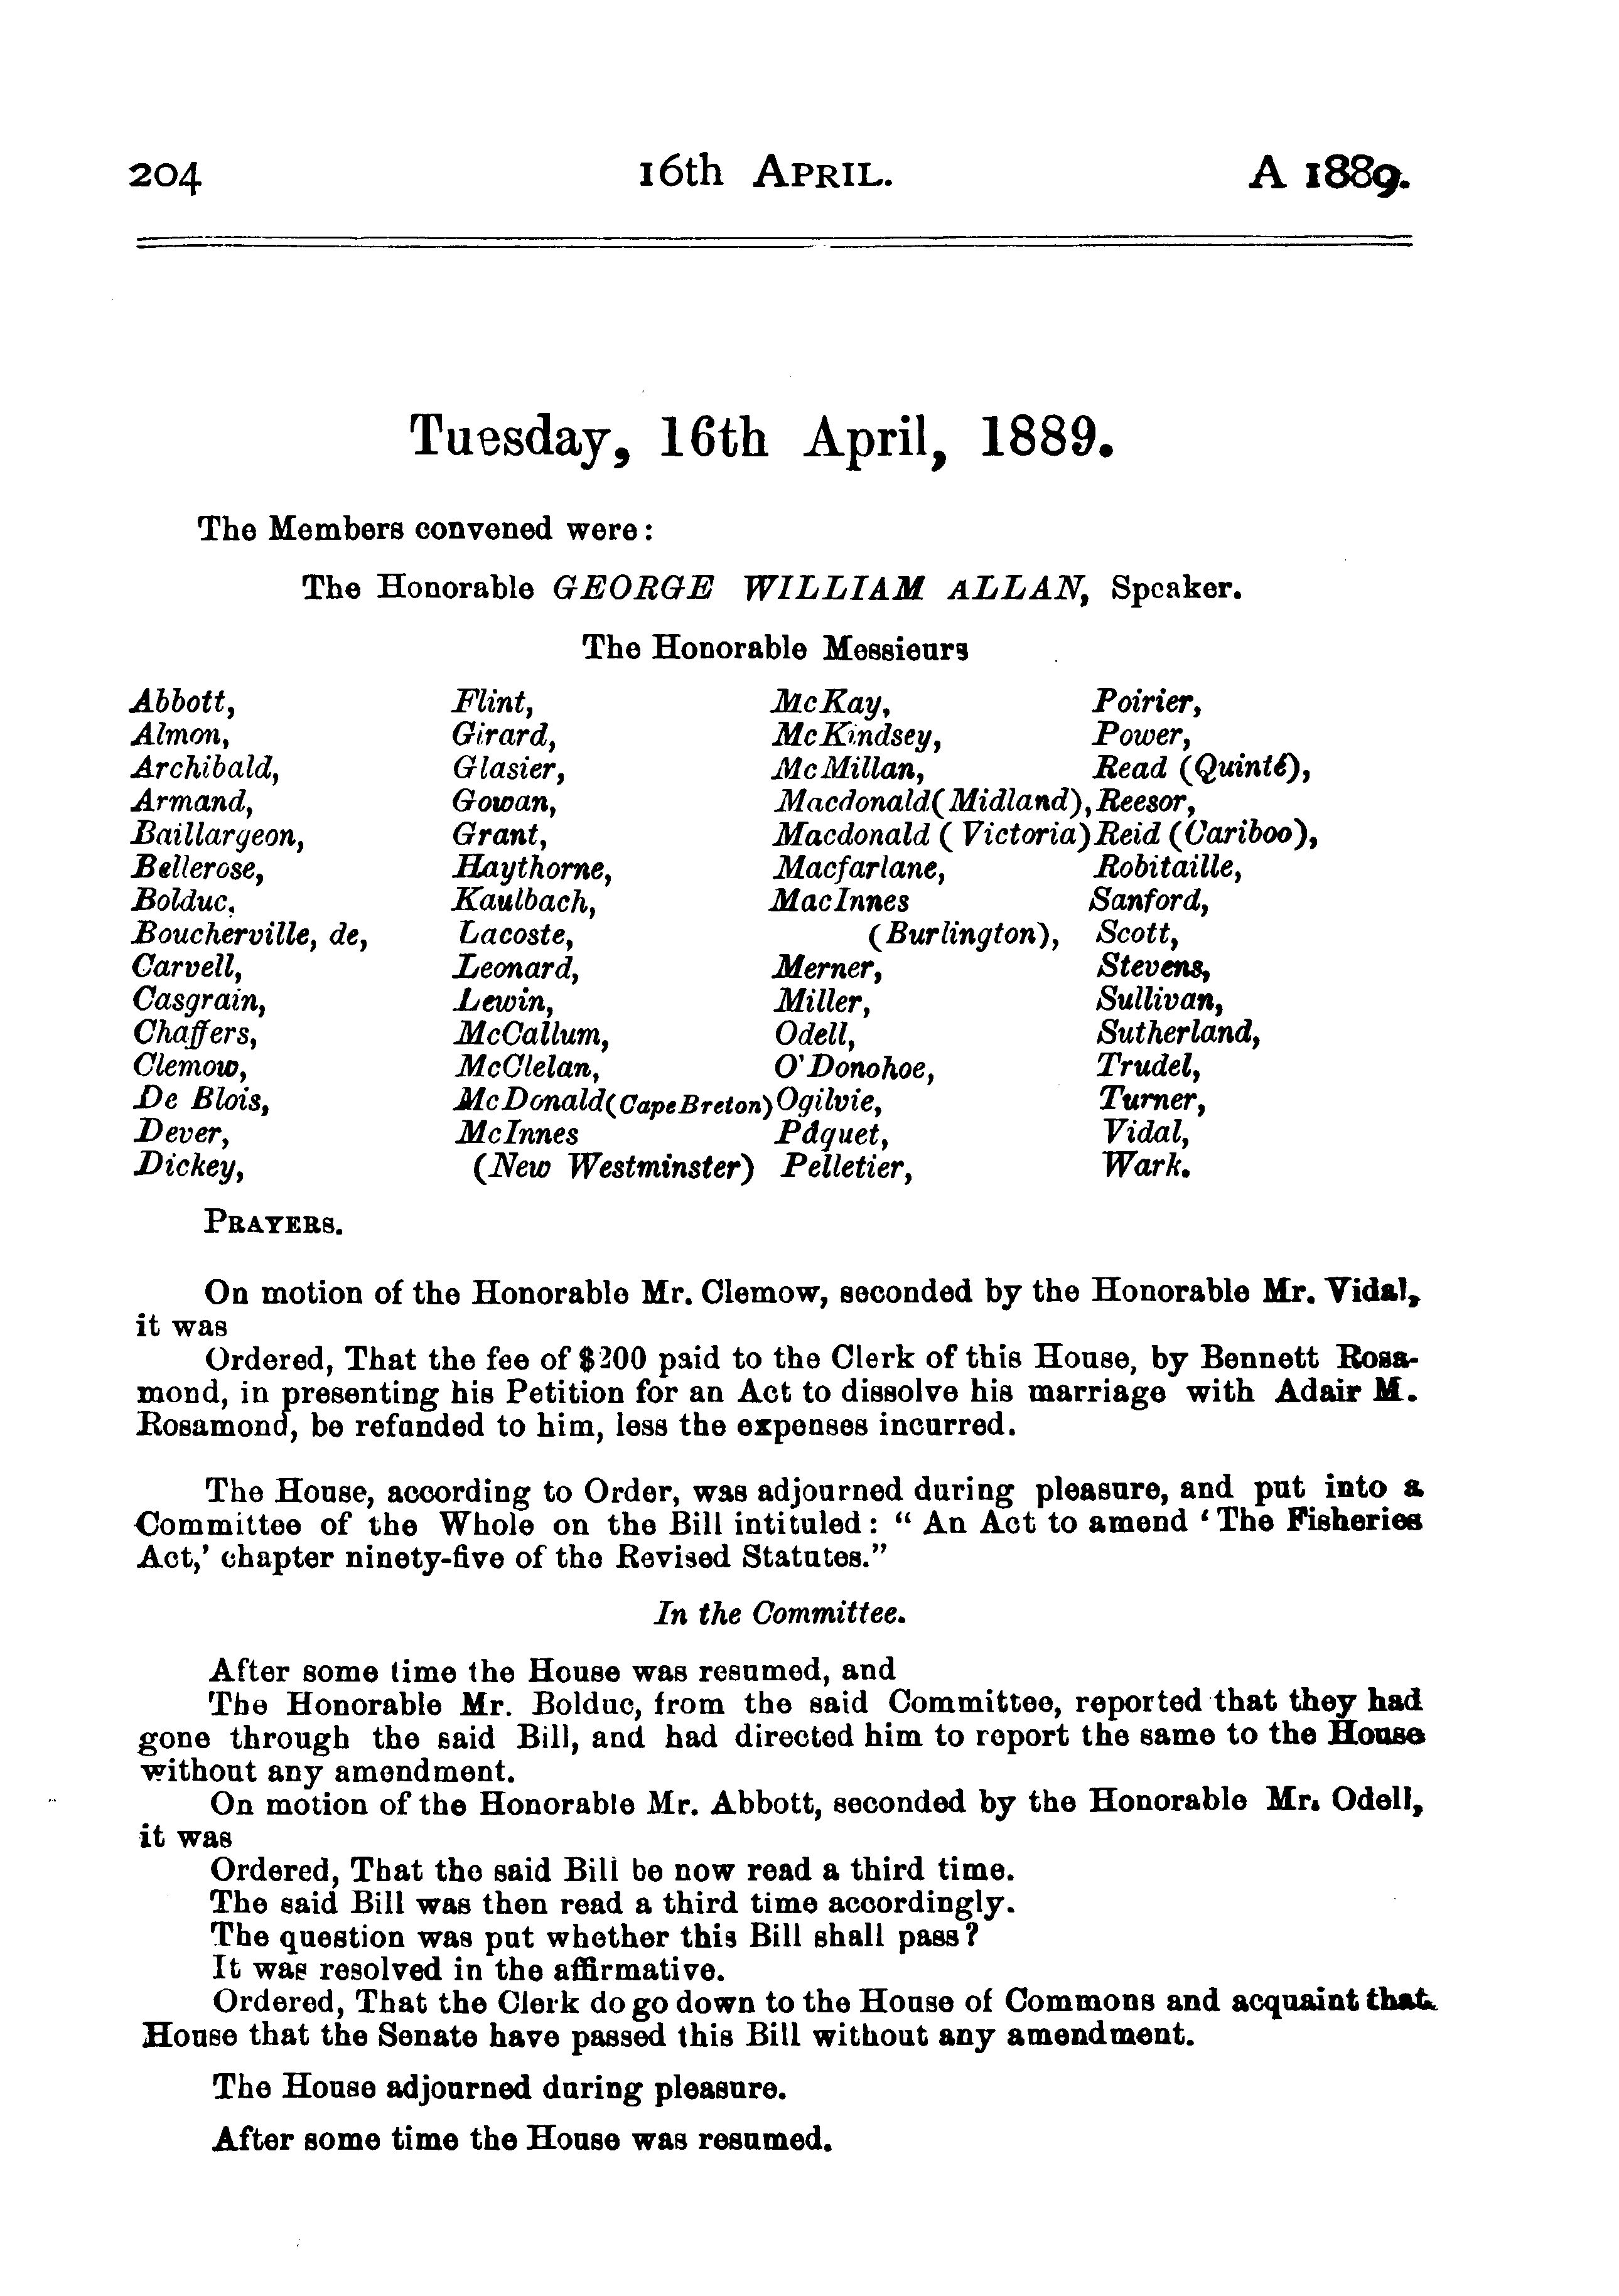 204 16th APRIL. A 1889.
Tuesday, 16th April, 1889.
The Members convened were:
The Honorable GEORGE WILLIAM ALLAN, Speaker.
The Honorable Messieurs
Abbott, Flint, McKay, Poirier,
Almon, Girard, McKindsey, Power,
Archibald, Glasier, McMillan, Read (Quinté),
Armand, Gowan, Macdonald (Midland), Reesor,
Baillargeon, Grant, Macdonald (Victoria) Reid (Cariboo),
Bellerose, Haythorne, Macfarlane, Robitaille,
Bolduc, Kaulbach, MacInnes Sanford,
Boucherville, de, Lacoste, (Burlington), Scott,
Carvell, Leonard, Merner, Stevens,
Casgrain, Lewin, Miller, Sullivan,
Chaffers, McCallum, Odell, Sutherland,
Clemow, McClelan, O'Donohoe, Trudel,
De Blois, McDonald (Cape Breton) Ogilvie, Turner,
Dever, McInnes Pâquet, Vidal,
Dickey, (New Westminster) Pelletier, Wark.
PRAYERS.
On motion of the Honorable Mr. Clemow, seconded by the Honorable Mr. Vidal,
it was
Ordered, That the fee of $200 paid to the Clerk of this House, by Bennett Rosa-
mond, in presenting his Petition for an Act to dissolve his marriage with Adair M.
Rosamond, be refunded to him, less the expenses incurred.
The House, according to Order, was adjourned during pleasure, and put into a
Committee of the Whole on the Bill intituled: "An Act to amend 'The Fisheries
Act,' chapter ninety-five of the Revised Statutes."
In the Committee.
After some time the House was resumed, and
The Honorable Mr. Bolduc, from the said Committee, reported that they had
gone through the said Bill, and had directed him to report the same to the House
without any amendment.
On motion of the Honorable Mr. Abbott, seconded by the Honorable Mr. Odell,
it was
Ordered, That the said Bill be now read a third time.
The said Bill was then read a third time accordingly.
The question was put whether this Bill shall pass?
It was resolved in the affirmative.
Ordered, That the Clerk do go down to the House of Commons and acquaint that
House that the Senate have passed this Bill without any amendment.
The House adjourned during pleasure.
After some time the House was resumed.